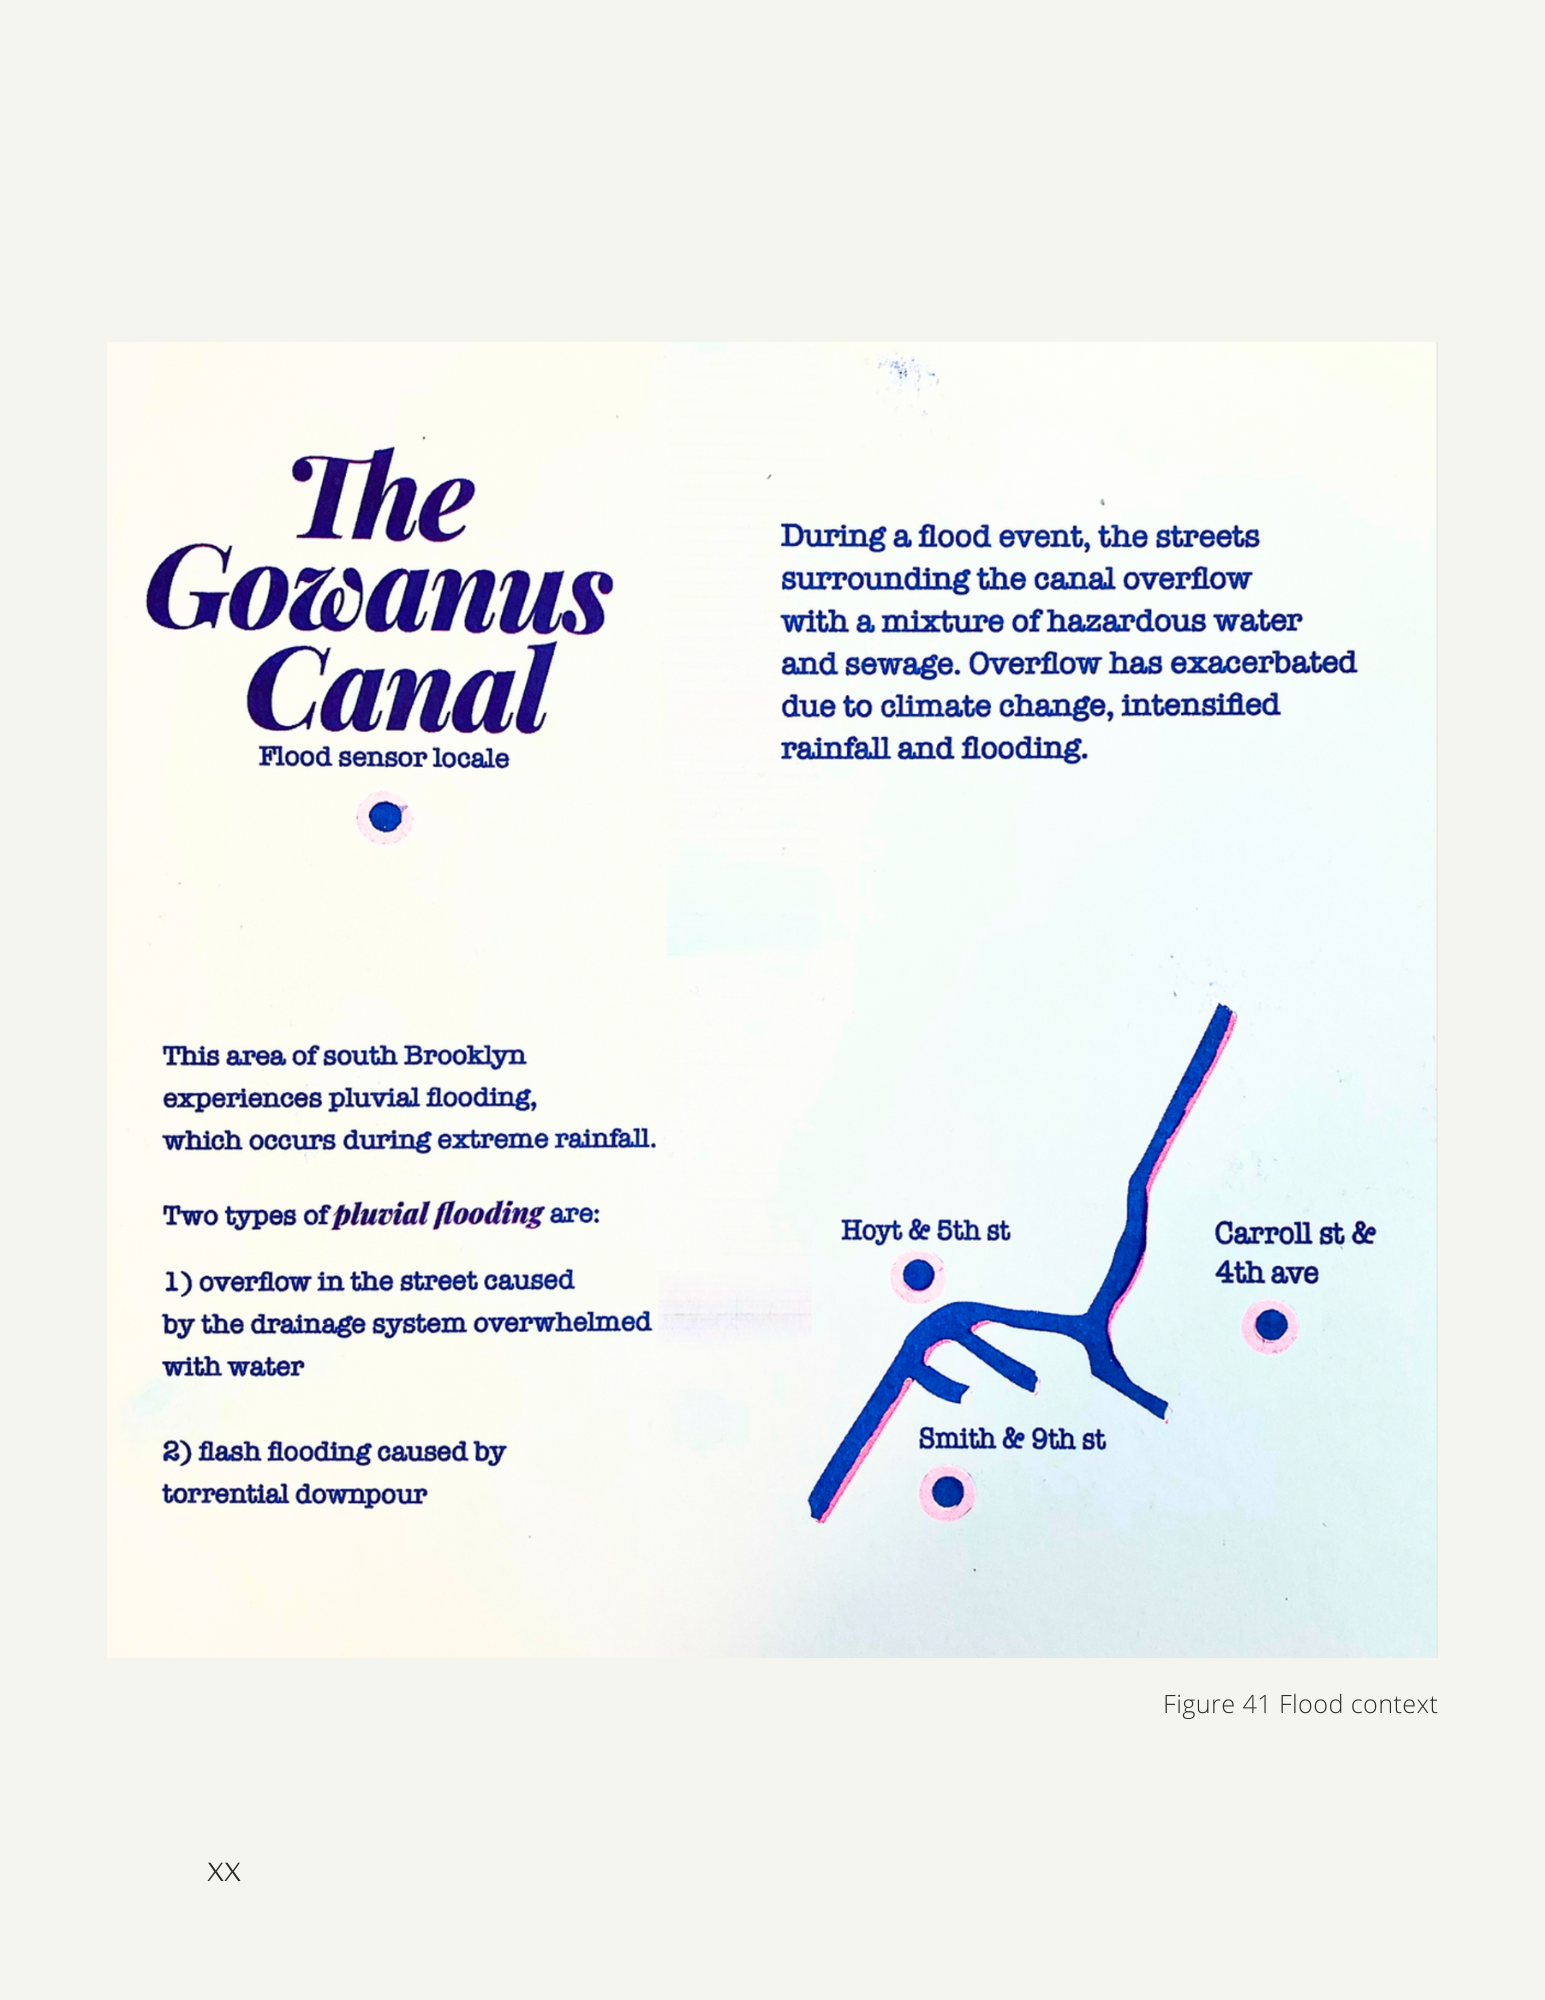 The
Gowanus
Canal
Flood sensor locale
This area of south Brooklyn
experiences pluvial flooding,
which occurs during extreme rainfall.
Two types of pluvial flooding are:
1) overflow in the street caused
by the drainage system overwhelmed
with water
2) flash flooding caused by
torrential downpour
During a flood event, the streets
surrounding the canal overflow
with a mixture of hazardous water
and sewage. Overflow has exacerbated
due to climate change, intensified
rainfall and flooding.
Hoyt & 5th st
Carroll st &
4th ave
Smith & 9th st
Figure 41 Flood context
XX